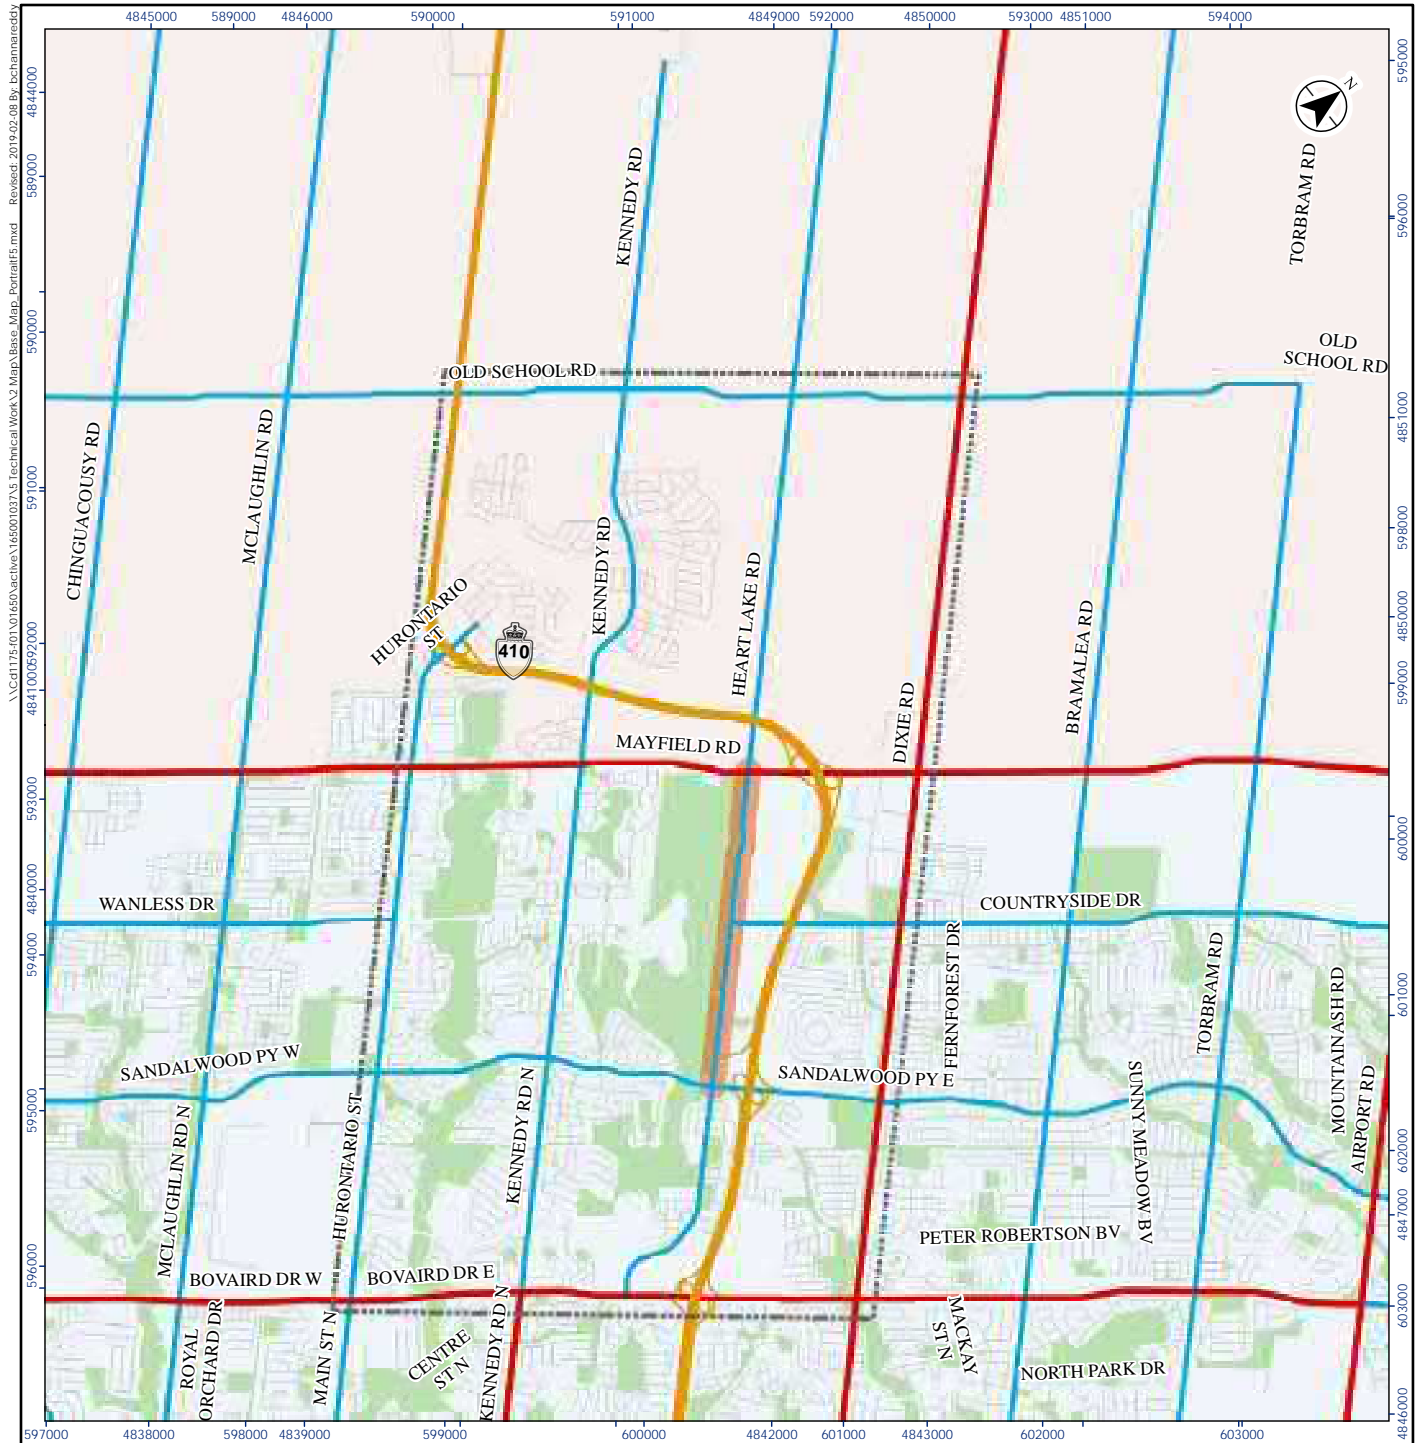 4845000 589000 4846000 590000 591000 4849000 592000 4850000 593000 4851000 594000
\\Cd1175-f01\01650\active\165001037\5 Technical Work\2 Map\Base_Map_PortraitF5.mxd Revised: 2019-02-08 By: bchannareddy
4844000
589000
590000
591000
592000
4841000
593000
4840000
594000
595000
596000
595000
596000
4851000
598000
4850000
599000
600000
601000
602000
4847000
603000
4846000
N
KENNEDY RD
TORBRAM RD
OLD
SCHOOL RD
OLD SCHOOL RD
CHINGUACOUSY RD
MCLAUGHLIN RD
KENNEDY RD
HEART LAKE RD
HURONTARIO
ST
410
DIXIE RD
BRAMALEA RD
MAYFIELD RD
WANLESS DR
COUNTRYSIDE DR
FERNFOREST DR
TORBRAM RD
MOUNTAINASH RD
SANDALWOOD PY W
SANDALWOOD PY E
AIRPORT RD
SUNNY MEADOW BV
MCLAUGHLIN RD N
HURONTARIO ST
KENNEDY RD N
PETER ROBERTSON BV
BOVAIRD DR W
BOVAIRD DR E
ROYAL
ORCHARD DR
MAIN ST N
CENTRE
ST N
KENNEDY RD N
MACKAY
ST N
NORTH PARK DR
597000 4838000 598000 4839000 599000 600000 4842000 601000 4843000 602000 603000